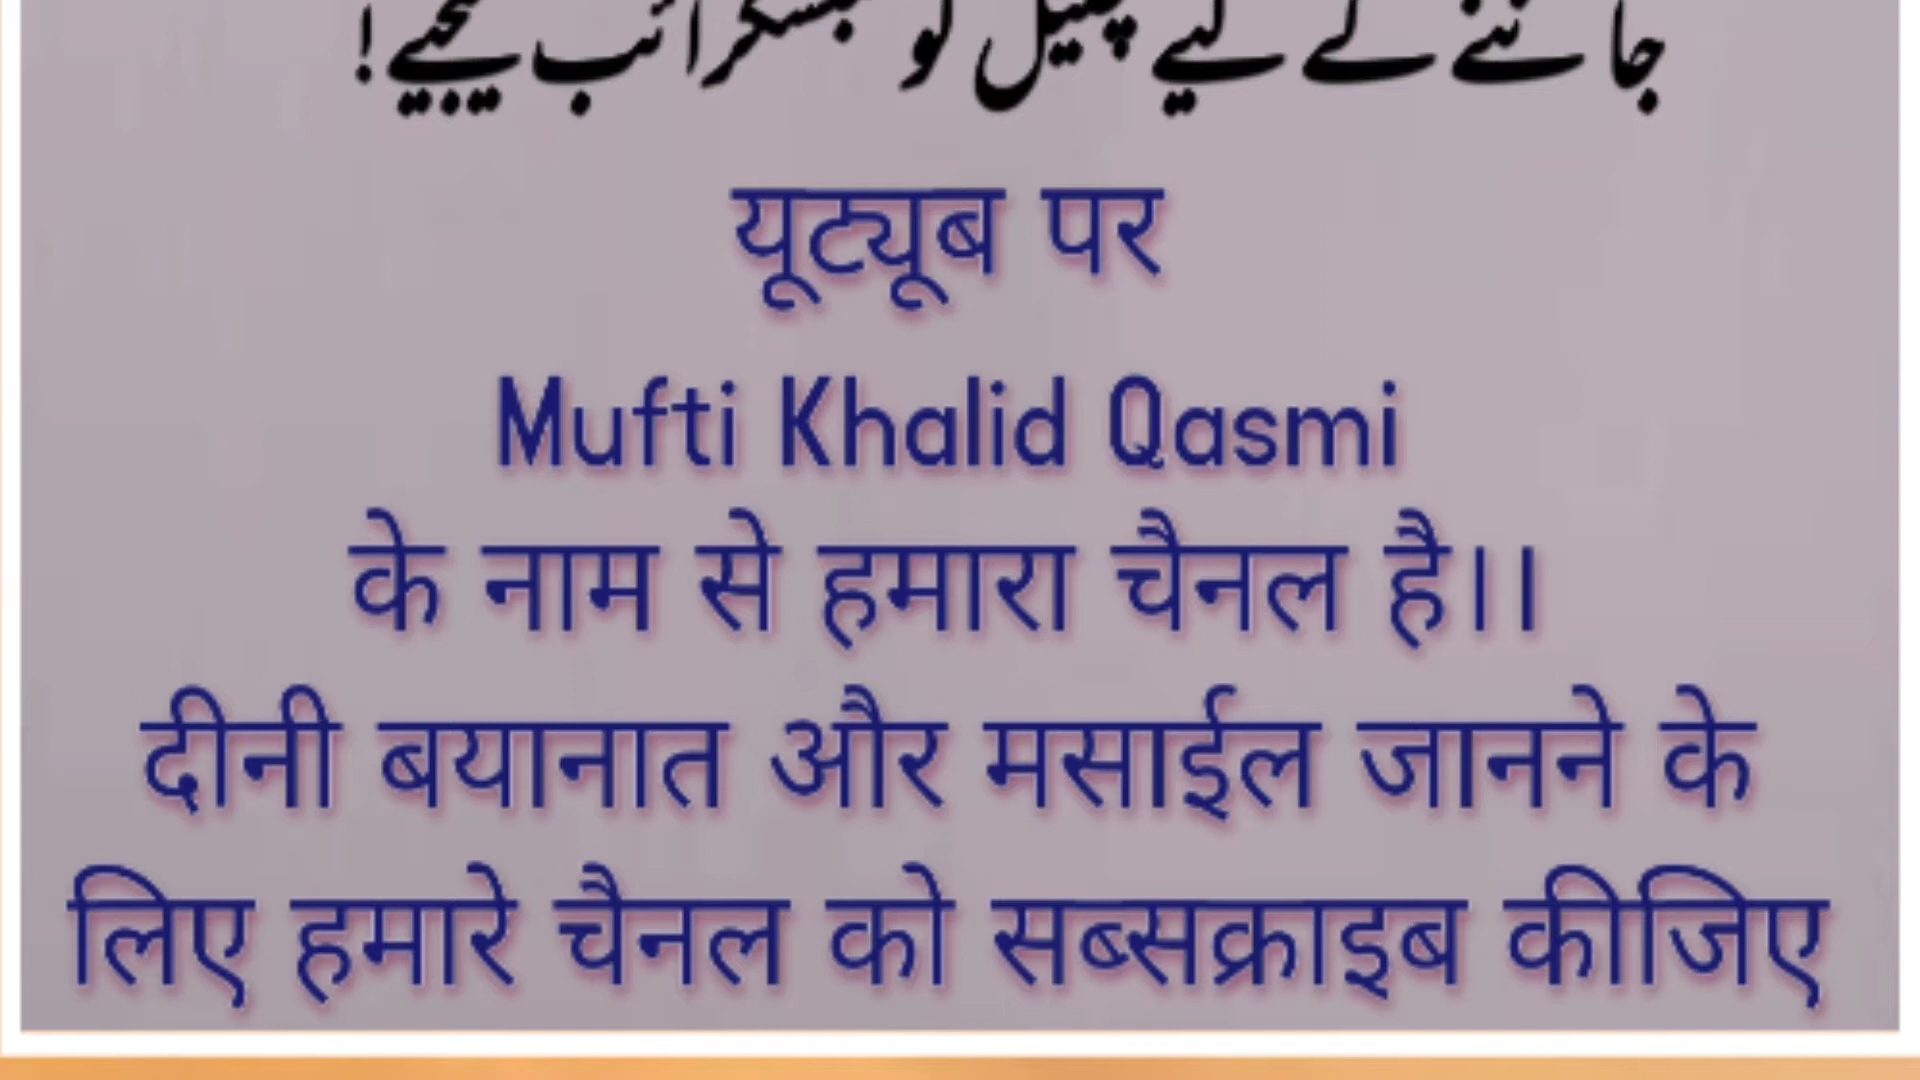 جاننے کے لیے چینل کو سبسکرائب کیجیے!
यूट्यूब पर
Mufti Khalid Qasmi
के नाम से हमारा चैनल है।।
दीनी बयानात और मसाईल जानने के
लिए हमारे चैनल को सब्सक्राइब कीजिए